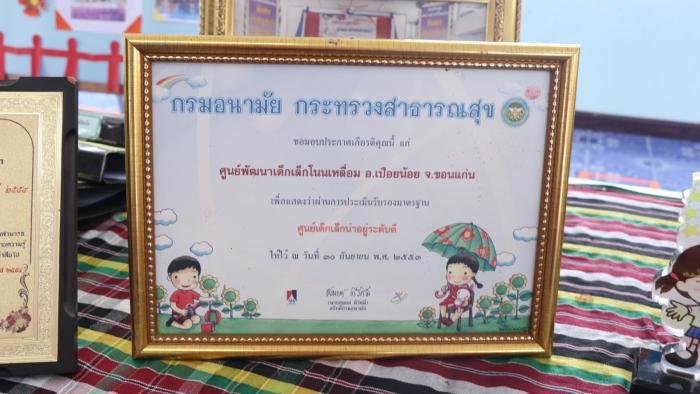 กรมอนามัย กระทรวงสาธารณสุข
ขอมอบประกาศเกียรติคุณนี้ แก่
ศูนย์พัฒนาเด็กเล็กโนนเหลื่อม อ.เปือยน้อย จ.ขอนแก่น
เพื่อแสดงว่าผ่านการประเมินรับรองมาตรฐาน
ศูนย์เด็กเล็กน่าอยู่ระดับดี
ให้ไว้ ณ วันที่ ๓๐ กันยายน พ.ศ. ๒๕๕๓